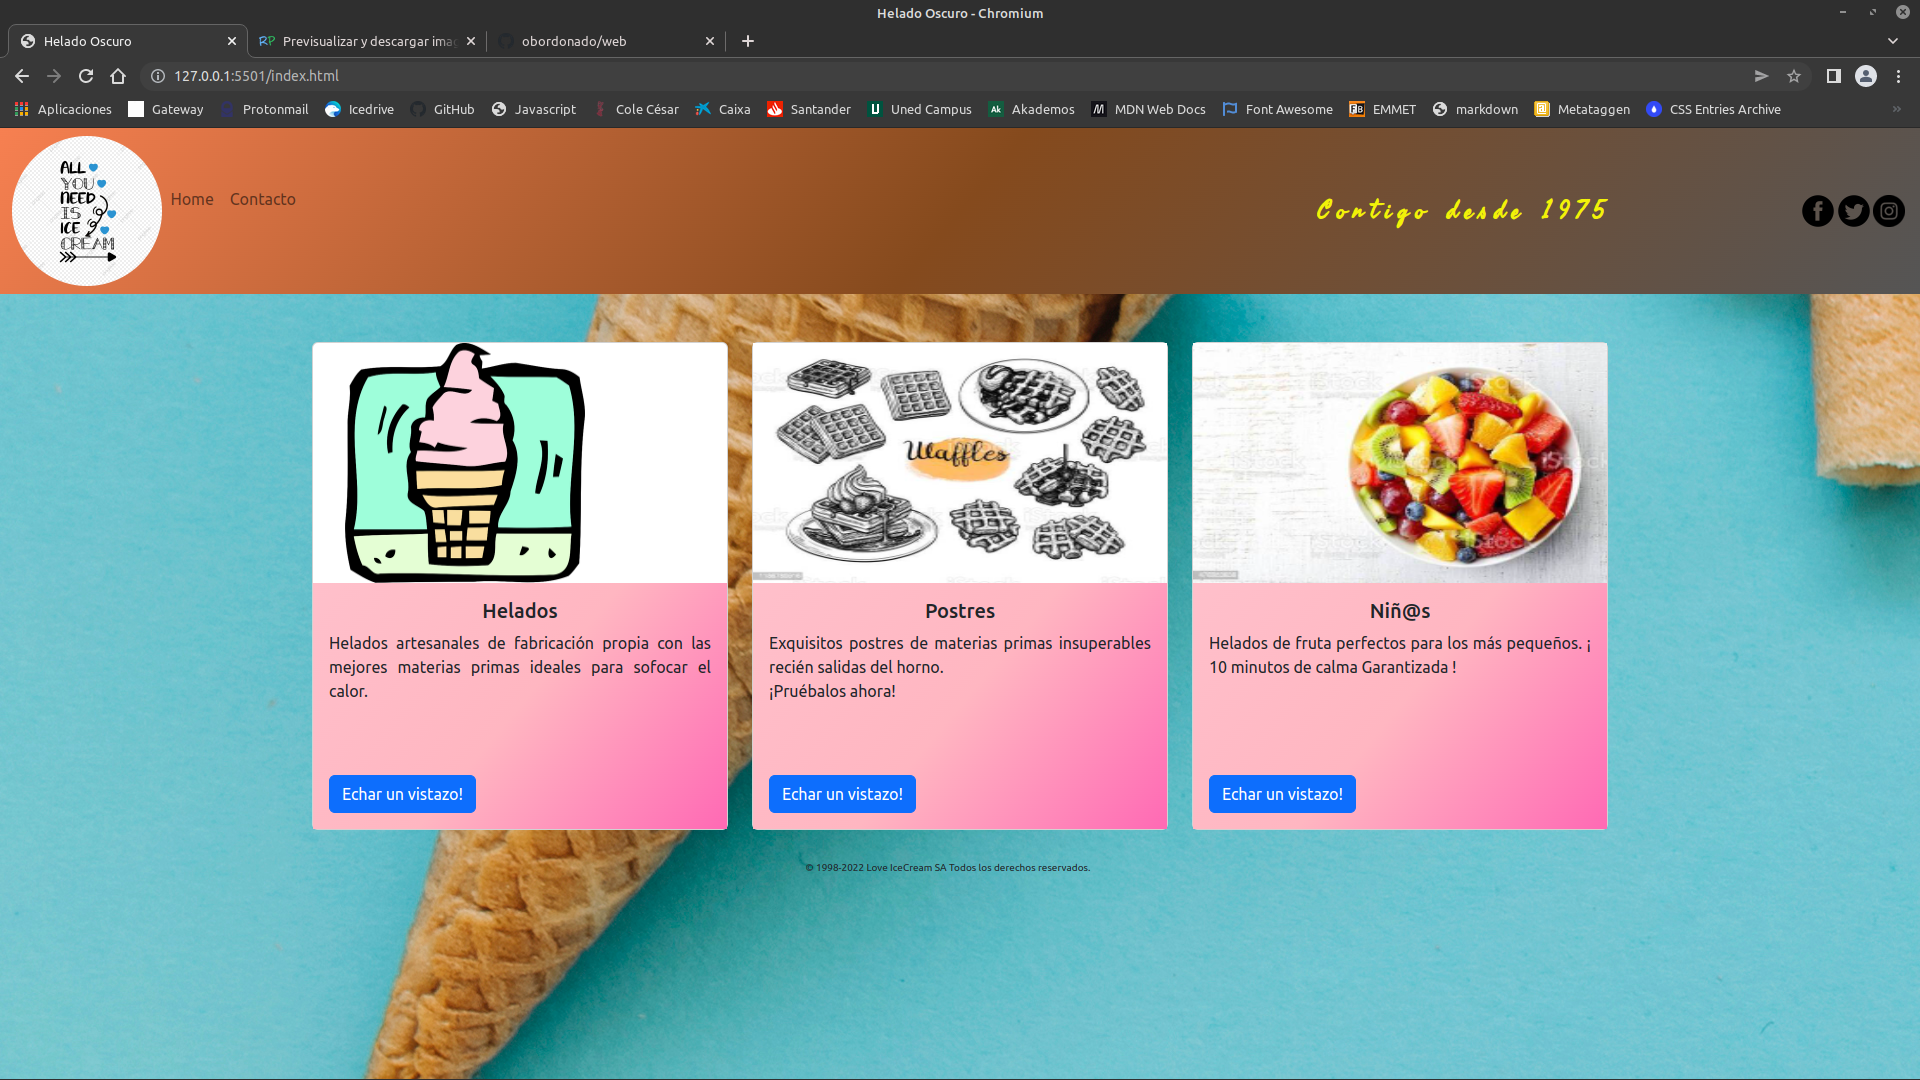 Helado Oscuro - Chromium
Helado Oscuro
Previsualizar y descargar imag
obordonado/web
127.0.0.1:5501/index.html
Aplicaciones
Gateway
Protonmail
Icedrive
GitHub
Javascript
Cole César
Caixa
Santander
Uned Campus
Akademos
MDN Web Docs
Font Awesome
EMMET
markdown
Metataggen
CSS Entries Archive
ALL
YOU
NEED
IS
ICE
CREAM
Home
Contacto
Contigo desde 1975
Waffles
iStock
Helados
Helados artesanales de fabricación propia con las
mejores materias primas ideales para sofocar el
calor.
Echar un vistazo!
Postres
Exquisitos postres de materias primas insuperables
recién salidas del horno.
¡Pruébalos ahora!
Echar un vistazo!
Niñ@s
Helados de fruta perfectos para los más pequeños. ¡
10 minutos de calma Garantizada !
Echar un vistazo!
© 1998-2022 Love IceCream SA Todos los derechos reservados.